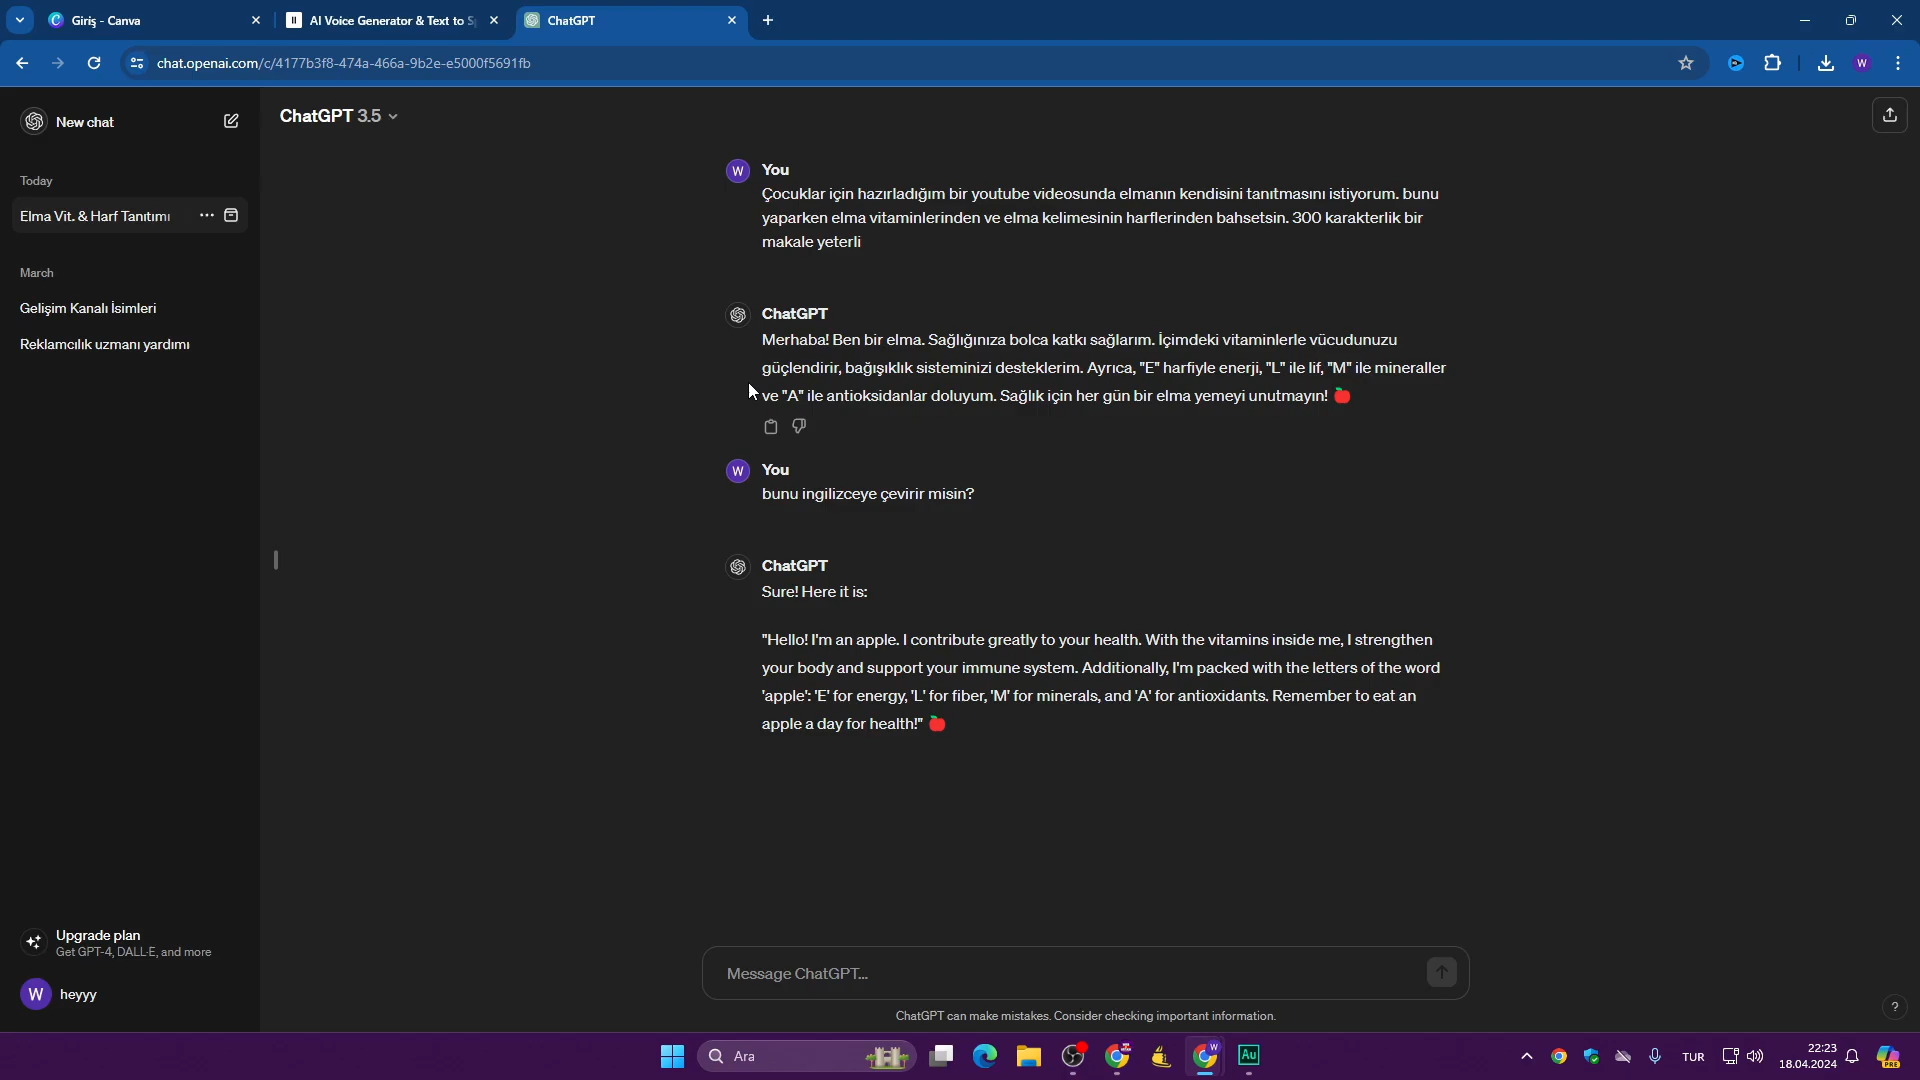 Giriş - Canva
AI Voice Generator & Text to S
ChatGPT
chat.openai.com/c/4177b3f8-474a-466a-9b2e-e5000f5691fb
W
New chat
ChatGPT 3.5
Today
Elma Vit. & Harf Tanıtımı
March
Gelişim Kanalı İsimleri
Reklamcılık uzmanı yardımı
W
You
Çocuklar için hazırladığım bir youtube videosunda elmanın kendisini tanıtmasını istiyorum. bunu
yaparken elma vitaminlerinden ve elma kelimesinin harflerinden bahsetsin. 300 karakterlik bir
makale yeterli
ChatGPT
Merhaba! Ben bir elma. Sağlığınıza bolca katkı sağlarım. İçimdeki vitaminlerle vücudunuzu
güçlendirir, bağışıklık sisteminizi desteklerim. Ayrıca, "E" harfiyle enerji, "L" ile lif, "M" ile mineraller
ve "A" ile antioksidanlar doluyum. Sağlık için her gün bir elma yemeyi unutmayın! 🍎
W
You
bunu ingilizceye çevirir misin?
ChatGPT
Sure! Here it is:
"Hello! I'm an apple. I contribute greatly to your health. With the vitamins inside me, I strengthen
your body and support your immune system. Additionally, I'm packed with the letters of the word
'apple': 'E' for energy, 'L' for fiber, 'M' for minerals, and 'A' for antioxidants. Remember to eat an
apple a day for health!" 🍎
Upgrade plan
Get GPT-4, DALL·E, and more
W
heyyy
Message ChatGPT...
ChatGPT can make mistakes. Consider checking important information.
?
Ara
W
Au
TUR
22:23
18.04.2024
PRE